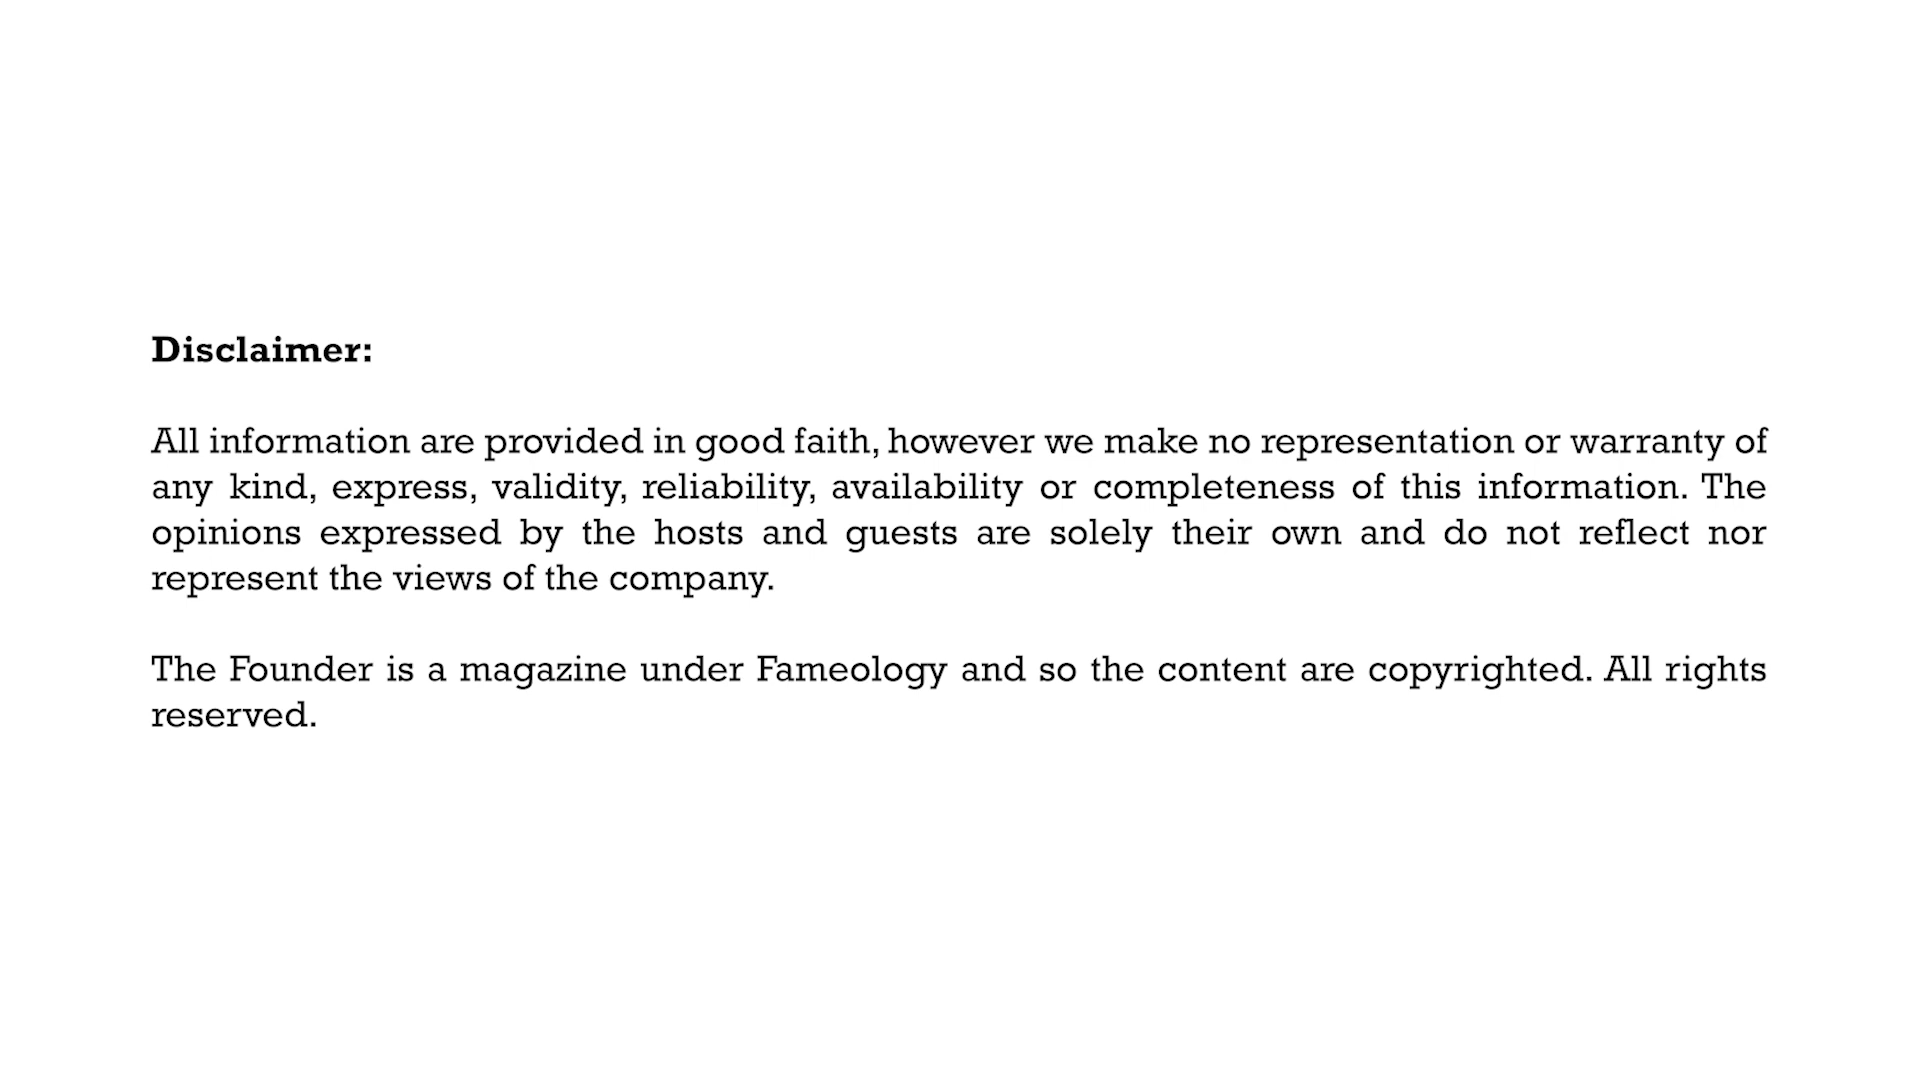 Disclaimer:
All information are provided in good faith, however we make no representation or warranty of
any kind, express, validity, reliability, availability or completeness of this information. The
opinions expressed by the hosts and guests are solely their own and do not reflect nor
represent the views of the company.
The Founder is a magazine under Fameology and so the content are copyrighted. All rights
reserved.